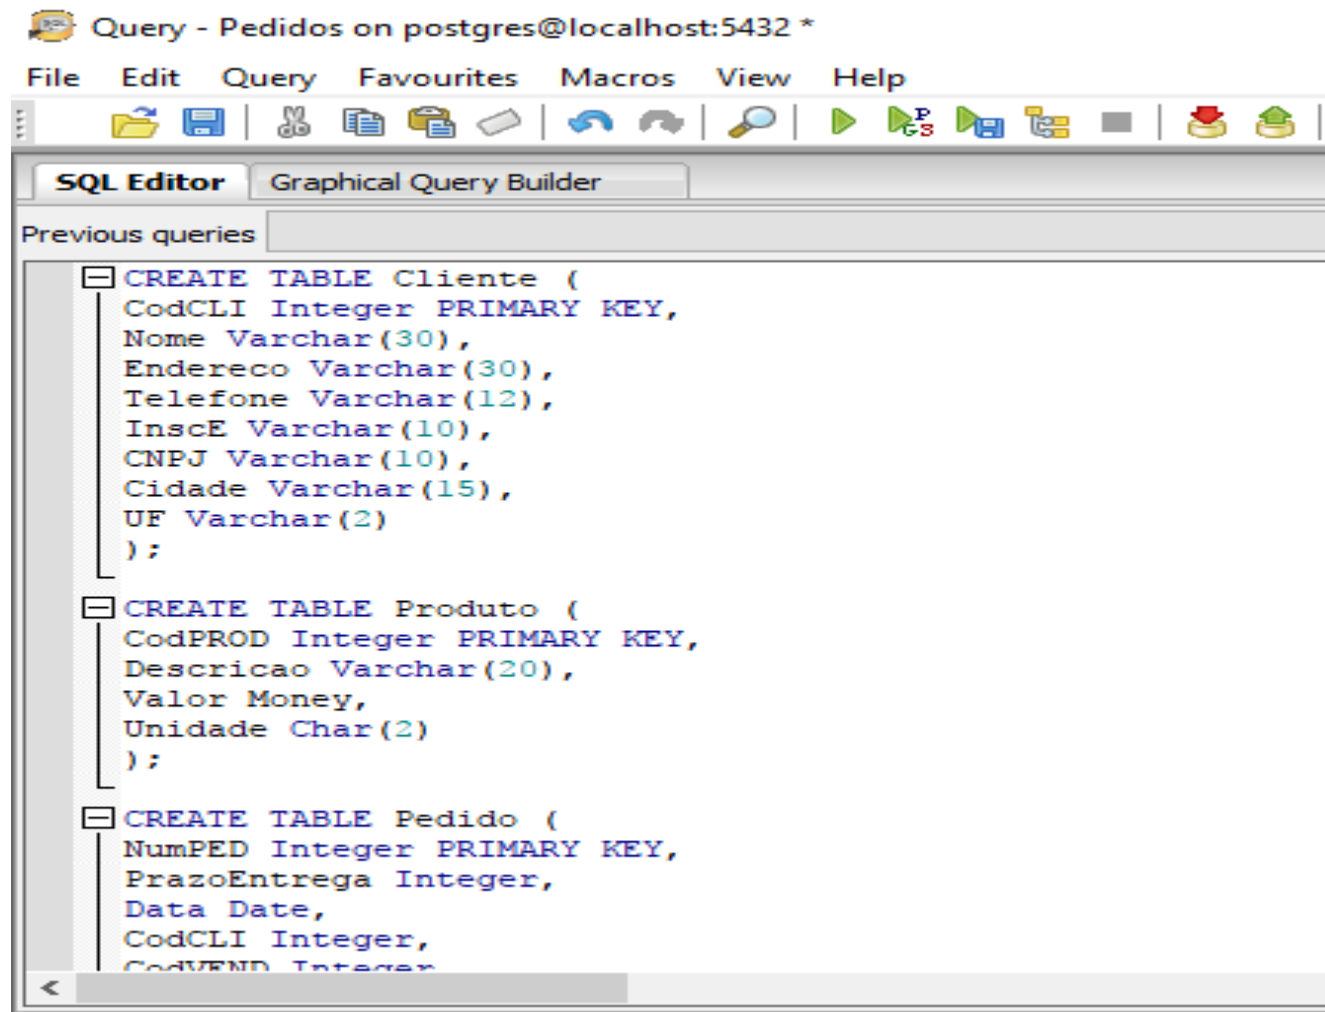 Query - Pedidos on postgres@localhost:5432 *
File Edit Query Favourites Macros View Help
SQL Editor Graphical Query Builder
Previous queries
CREATE TABLE Cliente (
CodCLI Integer PRIMARY KEY,
Nome Varchar(30),
Endereco Varchar(30),
Telefone Varchar(12),
InscE Varchar(10),
CNPJ Varchar(10),
Cidade Varchar(15),
UF Varchar(2)
);
CREATE TABLE Produto (
CodPROD Integer PRIMARY KEY,
Descricao Varchar(20),
Valor Money,
Unidade Char(2)
);
CREATE TABLE Pedido (
NumPED Integer PRIMARY KEY,
PrazoEntrega Integer,
Data Date,
CodCLI Integer,
CodVEND Integer